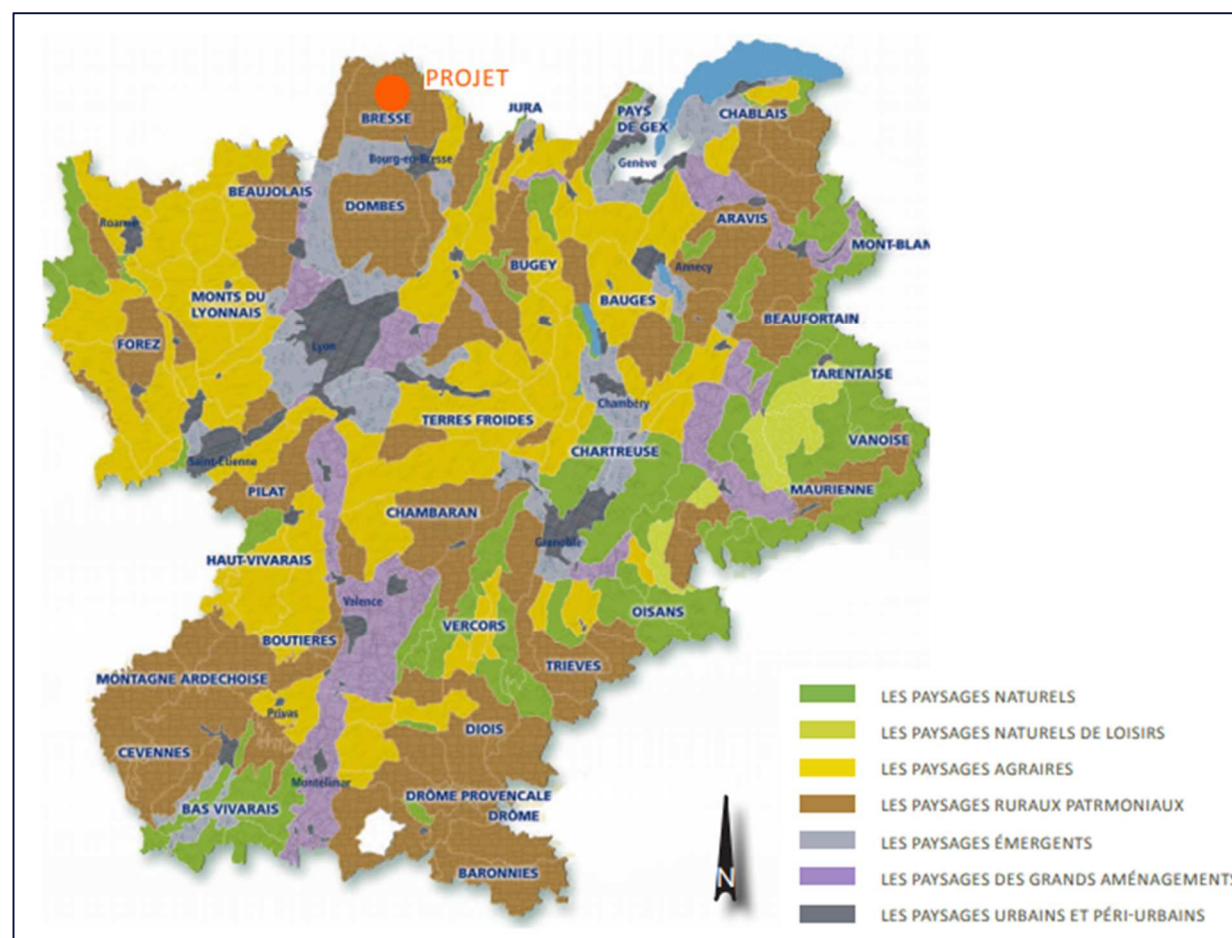 PROJET
BRESSE
JURA
PAYS
DE GEX
CHABLAIS
Bourg-en-Bresse
Genève
BEAUJOLAIS
DOMBES
ARAVIS
Roanne
MONT-BLAN
BUGEY
Annecy
MONTS DU
LYONNAIS
BAUGES
BEAUFORTAIN
FOREZ
Lyon
TARENTAISE
Chambéry
TERRES FROIDES
VANOISE
CHARTREUSE
Saint-Etienne
MAURIENNE
PILAT
CHAMBARAN
Grenoble
HAUT-VIVARAIS
Valence
OISANS
VERCORS
BOUTIERES
TRIEVES
MONTAGNE ARDECHOISE
Privas
DIOIS
CEVENNES
Montélimar
DRÔME PROVENCALE
DRÔME
BAS VIVARAIS
BARONNIES
N
LES PAYSAGES NATURELS
LES PAYSAGES NATURELS DE LOISIRS
LES PAYSAGES AGRAIRES
LES PAYSAGES RURAUX PATRMONIAUX
LES PAYSAGES ÉMERGENTS
LES PAYSAGES DES GRANDS AMÉNAGEMENTS
LES PAYSAGES URBAINS ET PÉRI-URBAINS